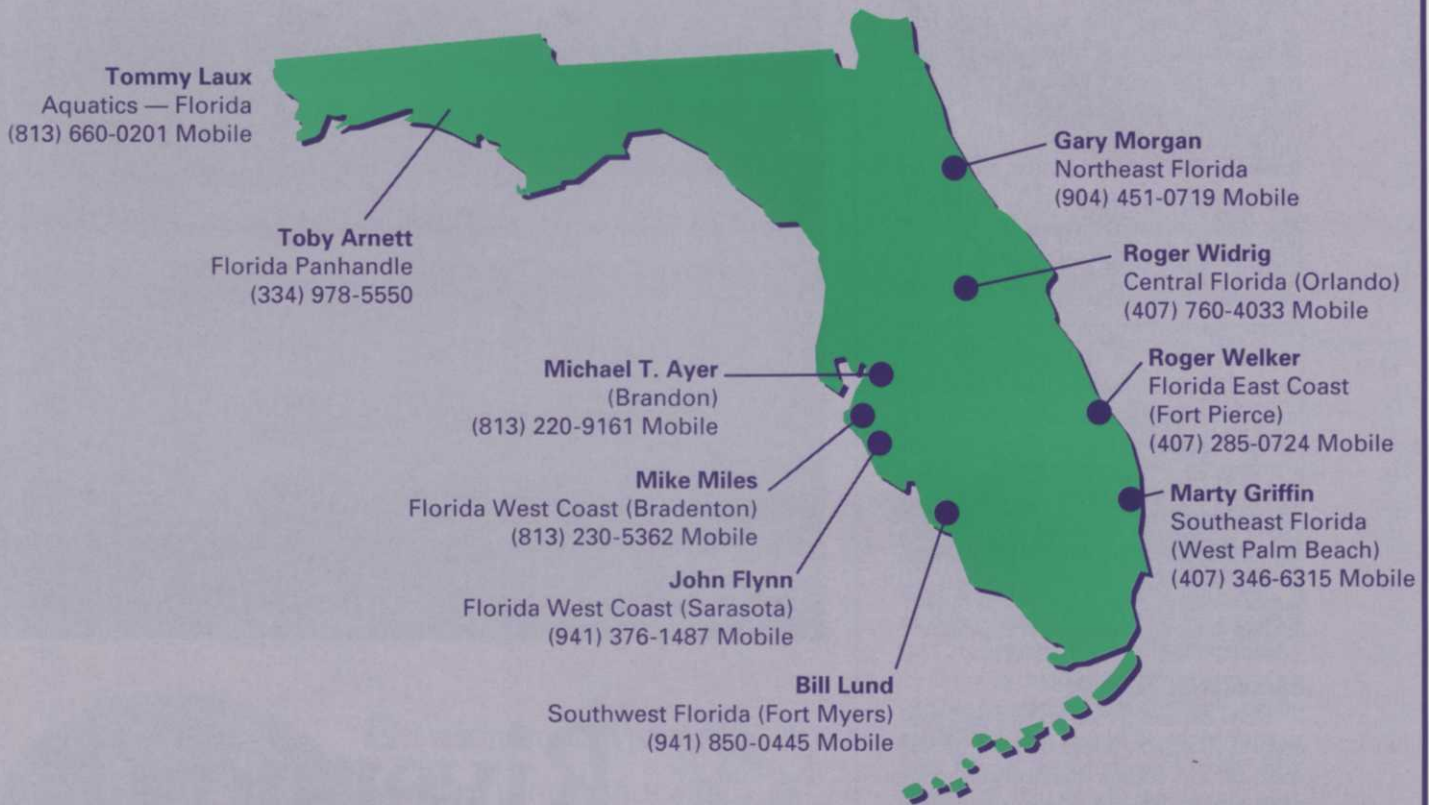 Tommy Laux
Aquatics — Florida
(813) 660-0201 Mobile
Toby Arnett
Florida Panhandle
(334) 978-5550
Gary Morgan
Northeast Florida
(904) 451-0719 Mobile
Roger Widrig
Central Florida (Orlando)
(407) 760-4033 Mobile
Michael T. Ayer
(Brandon)
(813) 220-9161 Mobile
Roger Welker
Florida East Coast
(Fort Pierce)
(407) 285-0724 Mobile
Mike Miles
Florida West Coast (Bradenton)
(813) 230-5362 Mobile
Marty Griffin
Southeast Florida
(West Palm Beach)
(407) 346-6315 Mobile
John Flynn
Florida West Coast (Sarasota)
(941) 376-1487 Mobile
Bill Lund
Southwest Florida (Fort Myers)
(941) 850-0445 Mobile